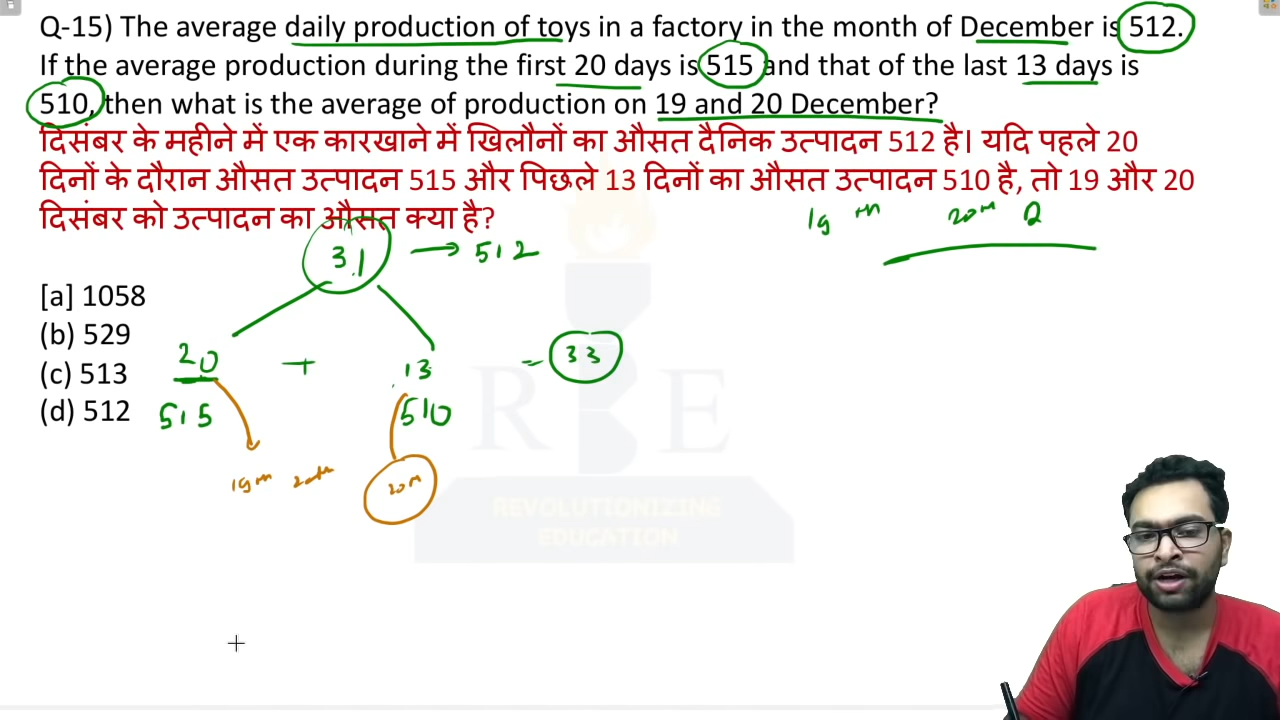 Q-15) The average daily production of toys in a factory in the month of December is 512.
If the average production during the first 20 days is 515 and that of the last 13 days is
510, then what is the average of production on 19 and 20 December?
दिसंबर के महीने में एक कारखाने में खिलौनों का औसत दैनिक उत्पादन 512 है। यदि पहले 20
दिनों के दौरान औसत उत्पादन 515 और पिछले 13 दिनों का औसत उत्पादन 510 है, तो 19 और 20
दिसंबर को उत्पादन का औसत क्या है?
19 th 20th
31 → 512
[a] 1058
(b) 529
(c) 513
(d) 512
20 + 13 = 33
515 510
19th 20th 20th
R E
REVOLUTIONIZING
EDUCATION